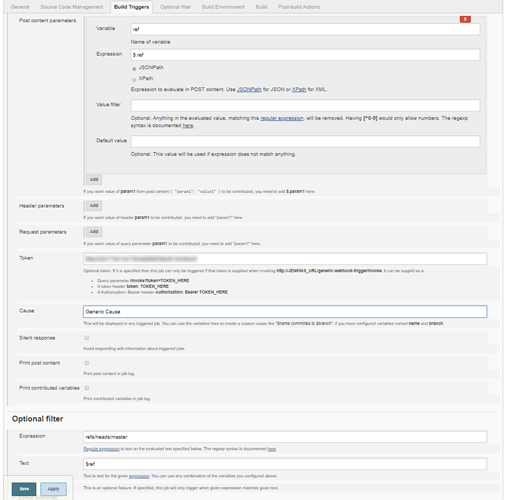 General Source Code Management Build Triggers Optional filter Build Environment Build Post-build Actions
Post content parameters
X
Variable
ref
Name of variable
Expression
$.ref
JSONPath
XPath
Expression to evaluate in POST content. Use JSONPath for JSON or XPath for XML.
Value filter
Optional. Anything in the evaluated value, matching this regular expression, will be removed. Having [^0-9] would only allow numbers. The regexp
syntax is documented here.
Default value
Optional. This value will be used if expression does not match anything.
Add
If you want value of param1 from post content { "param1": "value1" } to be contributed, you need to add $.param1 here.
Header parameters
Add
If you want value of header param1 to be contributed, you need to add "param1" here.
Request parameters
Add
If you want value of query parameter param1 to be contributed, you need to add "param1" here.
Token
Optional token. If it is specified then this job can only be triggered if that token is supplied when invoking http://JENKINS_URL/generic-webhook-trigger/invoke. It can be supplied as a:
• Query parameter /invoke?token=TOKEN_HERE
• A token header token: TOKEN_HERE
• A Authorization: Bearer header Authorization: Bearer TOKEN_HERE
Cause
Generic Cause
This will be displayed in any triggered job. You can use the variables here to create a custom cause like "$name committed to $branch", if you have configured variables named name and branch.
Silent response
Avoid responding with information about triggered jobs.
Print post content
Print post content in job log.
Print contributed variables
Print contributed variables in job log.
Optional filter
Expression
refs/heads/master
Regular expression to test on the evaluated text specified below. The regexp syntax is documented here.
Text
$ref
Text to test for the given expression. You can use any combination of the variables you configured above.
This is an optional feature. If specified, this job will only trigger when given expression matches given text.
Save Apply